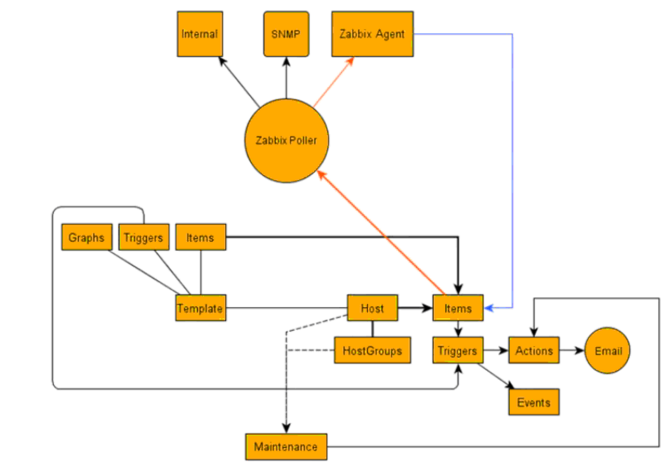 Internal
SNMP
Zabbix Agent
Zabbix Poller
Graphs
Triggers
Items
Template
Host
Items
HostGroups
Triggers
Actions
Email
Events
Maintenance